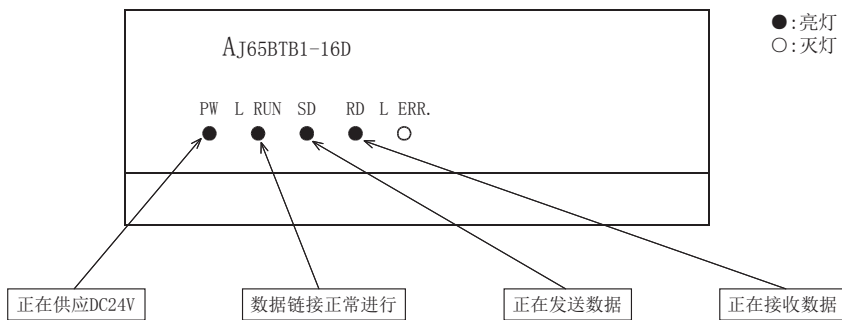 ●:亮灯
○:灭灯
AJ65BTB1-16D
PW L RUN SD RD L ERR.
正在供应DC24V
数据链接正常进行
正在发送数据
正在接收数据